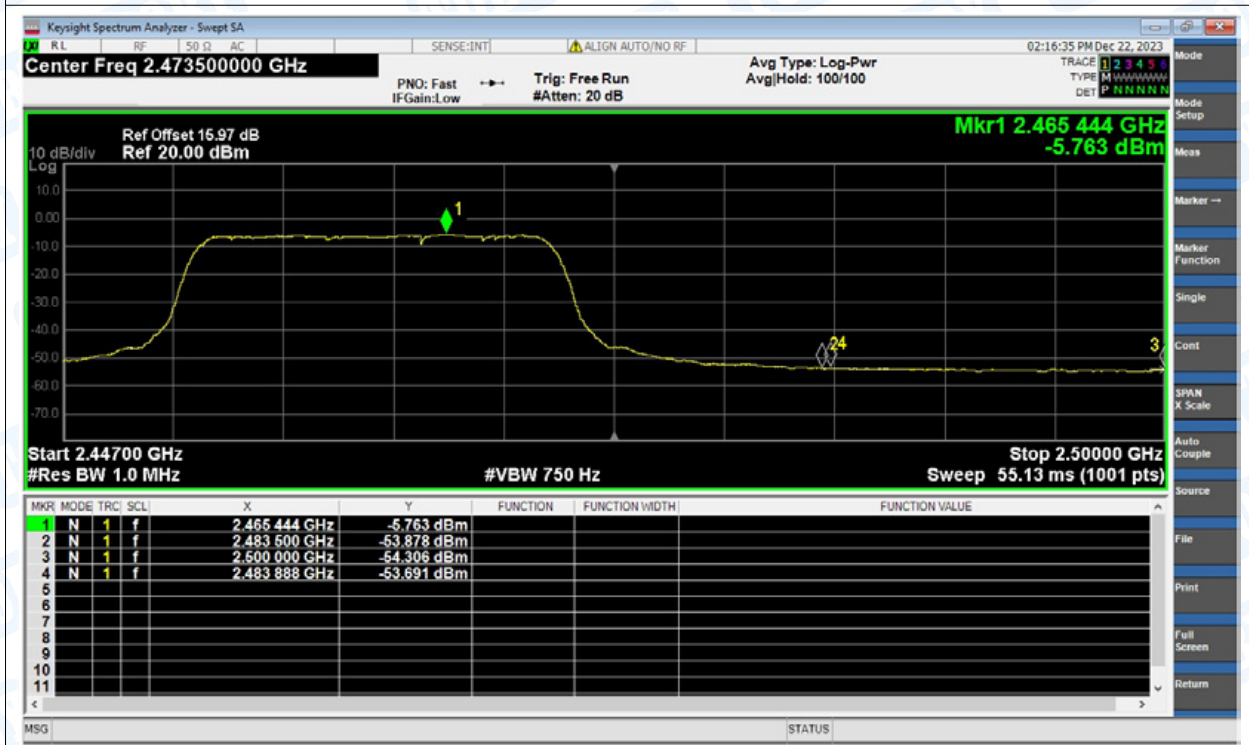 Keysight Spectrum Analyzer - Swept SA
RL RF 50 Ω AC SENSE:INT ALIGN AUTO/NO RF 02:16:35 PM Dec 22, 2023
Center Freq 2.473500000 GHz
PNO: Fast
IFGain:Low
Trig: Free Run
#Atten: 20 dB
Avg Type: Log-Pwr
Avg|Hold: 100/100
TRACE 1 2 3 4 5 6
TYPE M WWWWW
DET P N N N N N
Mkr1 2.465 444 GHz
-5.763 dBm
Ref Offset 15.97 dB
10 dB/div Ref 20.00 dBm
Log
10.0
0.00
-10.0
-20.0
-30.0
-40.0
-50.0
-60.0
-70.0
1
2 4
3
Start 2.44700 GHz Stop 2.50000 GHz
#Res BW 1.0 MHz #VBW 750 Hz Sweep 55.13 ms (1001 pts)
MKR MODE TRC SCL X Y FUNCTION FUNCTION WIDTH FUNCTION VALUE
1 N 1 f 2.465 444 GHz -5.763 dBm
2 N 1 f 2.483 500 GHz -53.878 dBm
3 N 1 f 2.500 000 GHz -54.306 dBm
4 N 1 f 2.483 888 GHz -53.691 dBm
5
6
7
8
9
10
11
MSG STATUS
Mode
Mode
Setup
Meas
Marker →
Marker
Function
Single
Cont
SPAN
X Scale
Auto
Couple
Source
File
Print
Full
Screen
Return